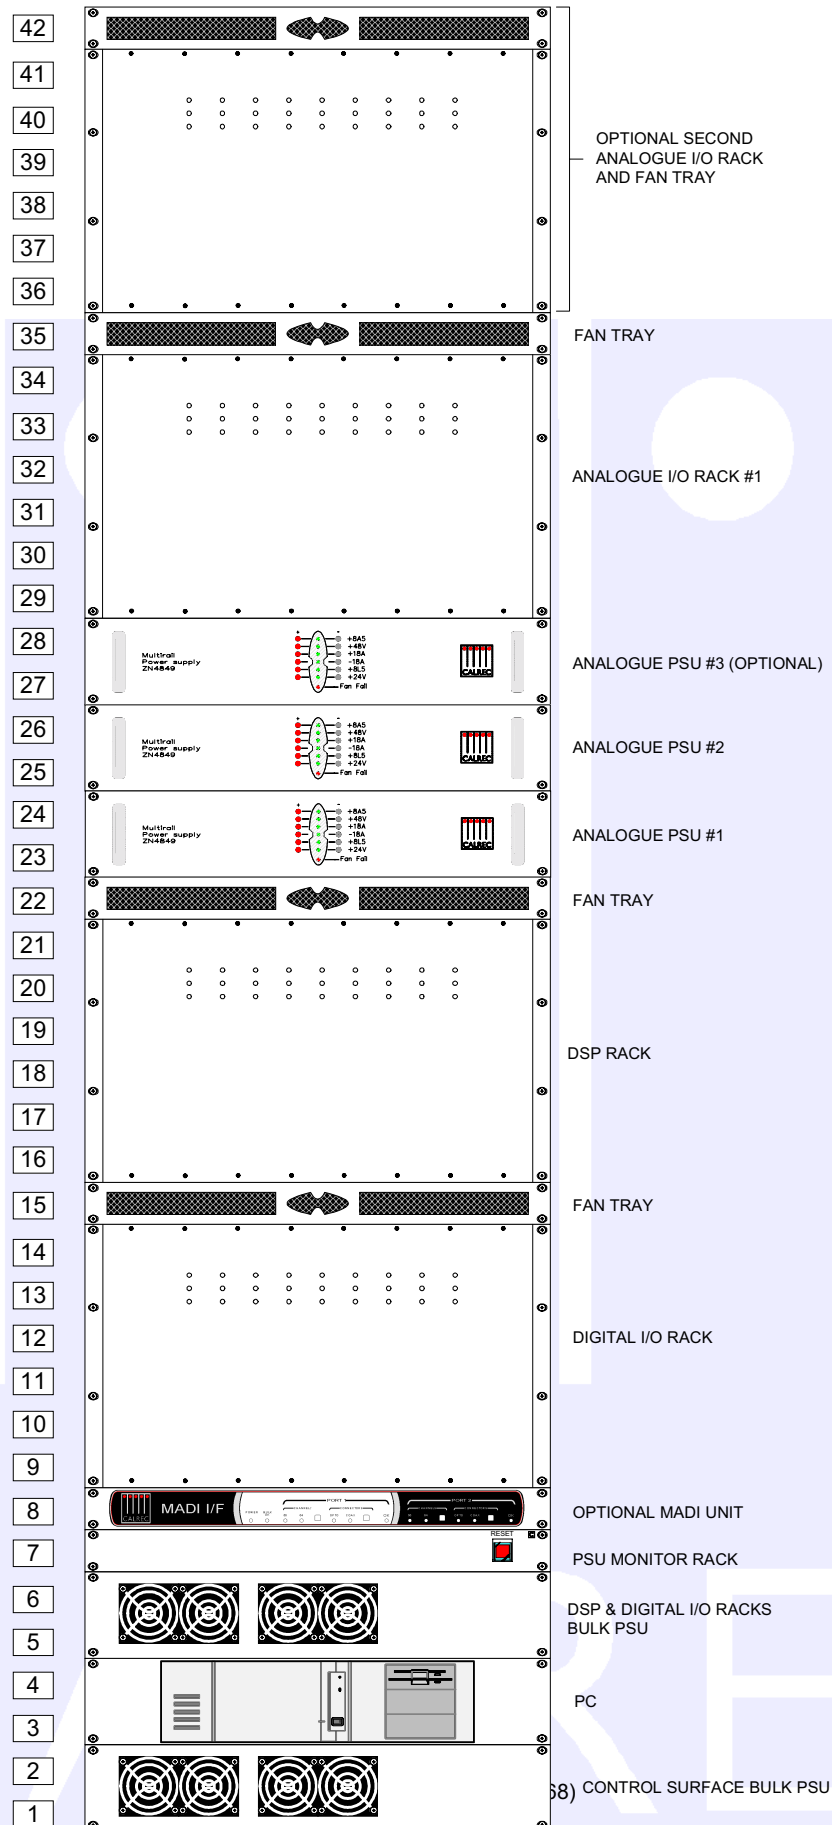 42
41
40
39
38
37
36
OPTIONAL SECOND
ANALOGUE I/O RACK
AND FAN TRAY
35
FAN TRAY
34
33
32
31
30
29
ANALOGUE I/O RACK #1
28
27
Multirail
Power supply
ZN4849
+ -
+8A5
+48V
+18A
-18A
+8L5
+24V
Fan Fail
CALREC
ANALOGUE PSU #3 (OPTIONAL)
26
25
Multirail
Power supply
ZN4849
+ -
+8A5
+48V
+18A
-18A
+8L5
+24V
Fan Fail
CALREC
ANALOGUE PSU #2
24
23
Multirail
Power supply
ZN4849
+ -
+8A5
+48V
+18A
-18A
+8L5
+24V
Fan Fail
CALREC
ANALOGUE PSU #1
22
FAN TRAY
21
20
19
18
17
16
DSP RACK
15
FAN TRAY
14
13
12
11
10
9
DIGITAL I/O RACK
8
CALREC
MADI I/F
PORT 1
PORT 2
OPTIONAL MADI UNIT
7
RESET
PSU MONITOR RACK
6
5
DSP & DIGITAL I/O RACKS
BULK PSU
4
3
PC
2
1
68)
CONTROL SURFACE BULK PSU